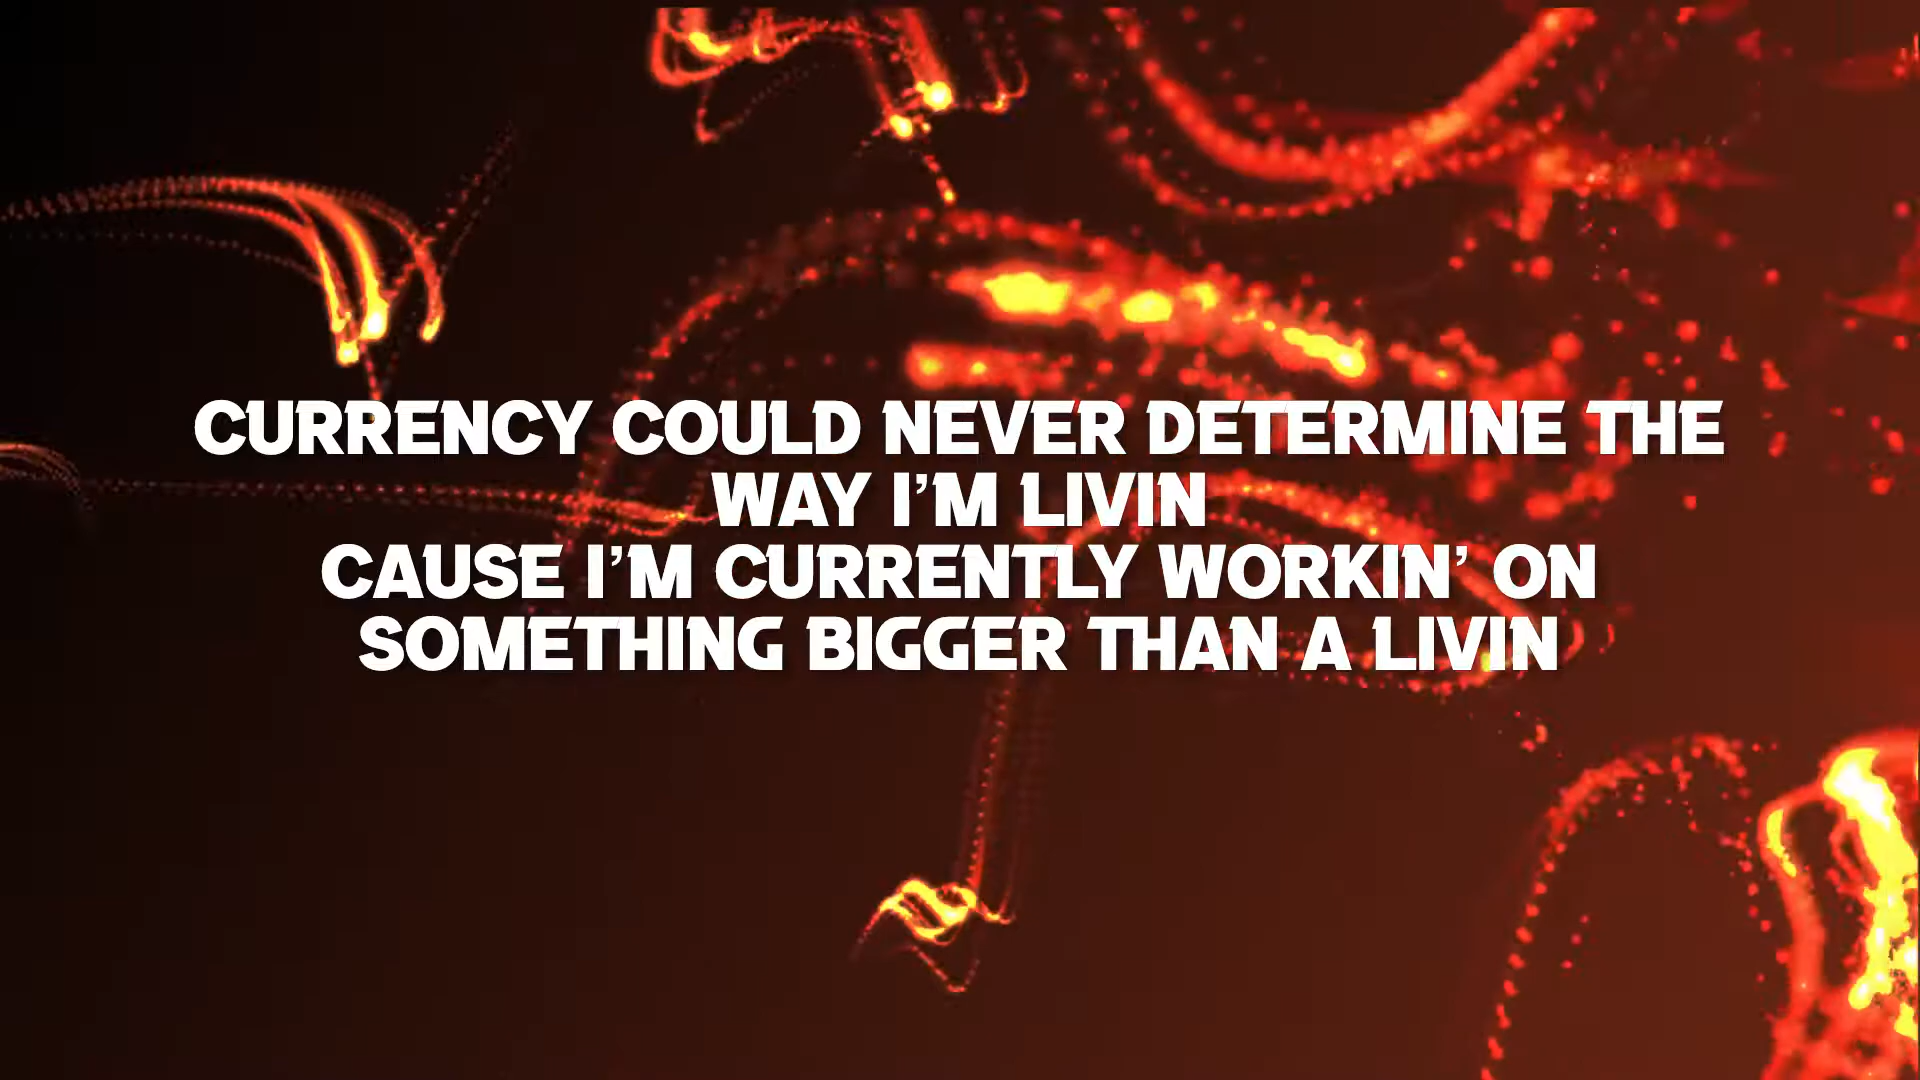 CURRENCY COULD NEVER DETERMINE THE
WAY I'M LIVIN
CAUSE I'M CURRENTLY WORKIN' ON
SOMETHING BIGGER THAN A LIVIN